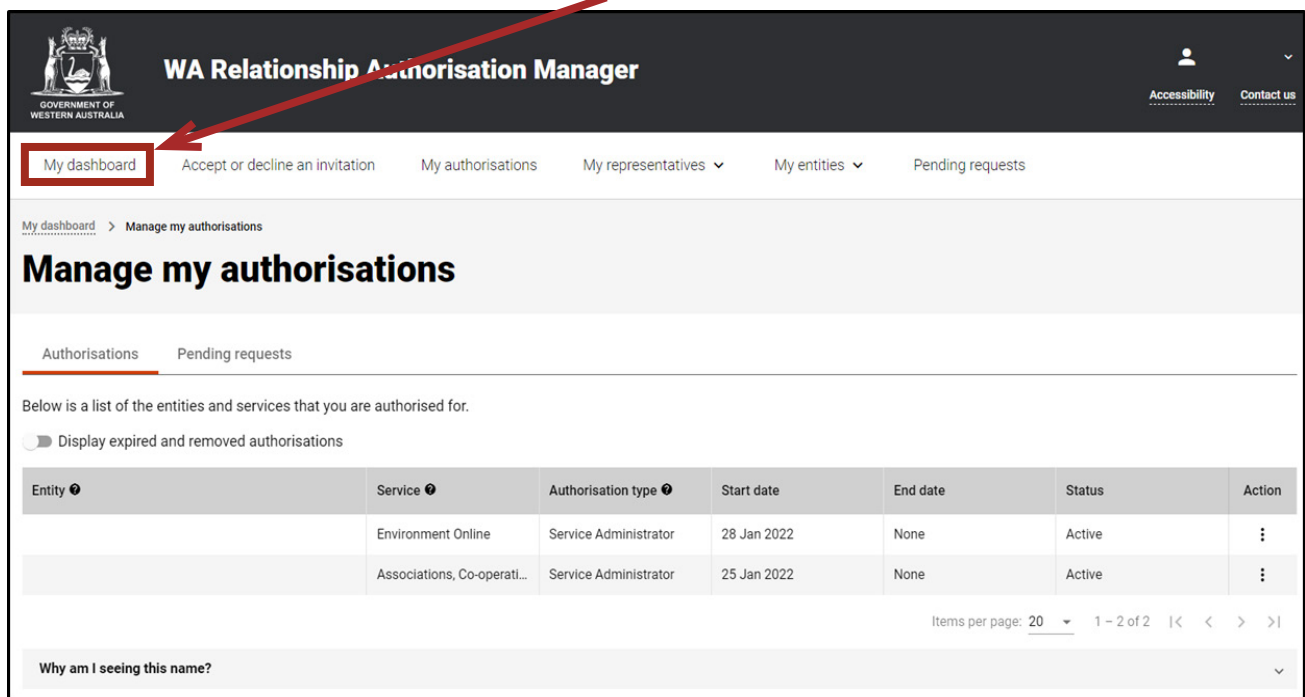 WA Relationship Authorisation Manager
GOVERNMENT OF
WESTERN AUSTRALIA
Accessibility Contact us
My dashboard Accept or decline an invitation My authorisations My representatives My entities Pending requests
My dashboard > Manage my authorisations
Manage my authorisations
Authorisations Pending requests
Below is a list of the entities and services that you are authorised for.
Display expired and removed authorisations
Entity Service Authorisation type Start date End date Status Action
Environment Online Service Administrator 28 Jan 2022 None Active
Associations, Co-operati... Service Administrator 25 Jan 2022 None Active
Items per page: 20 1 – 2 of 2
Why am I seeing this name?